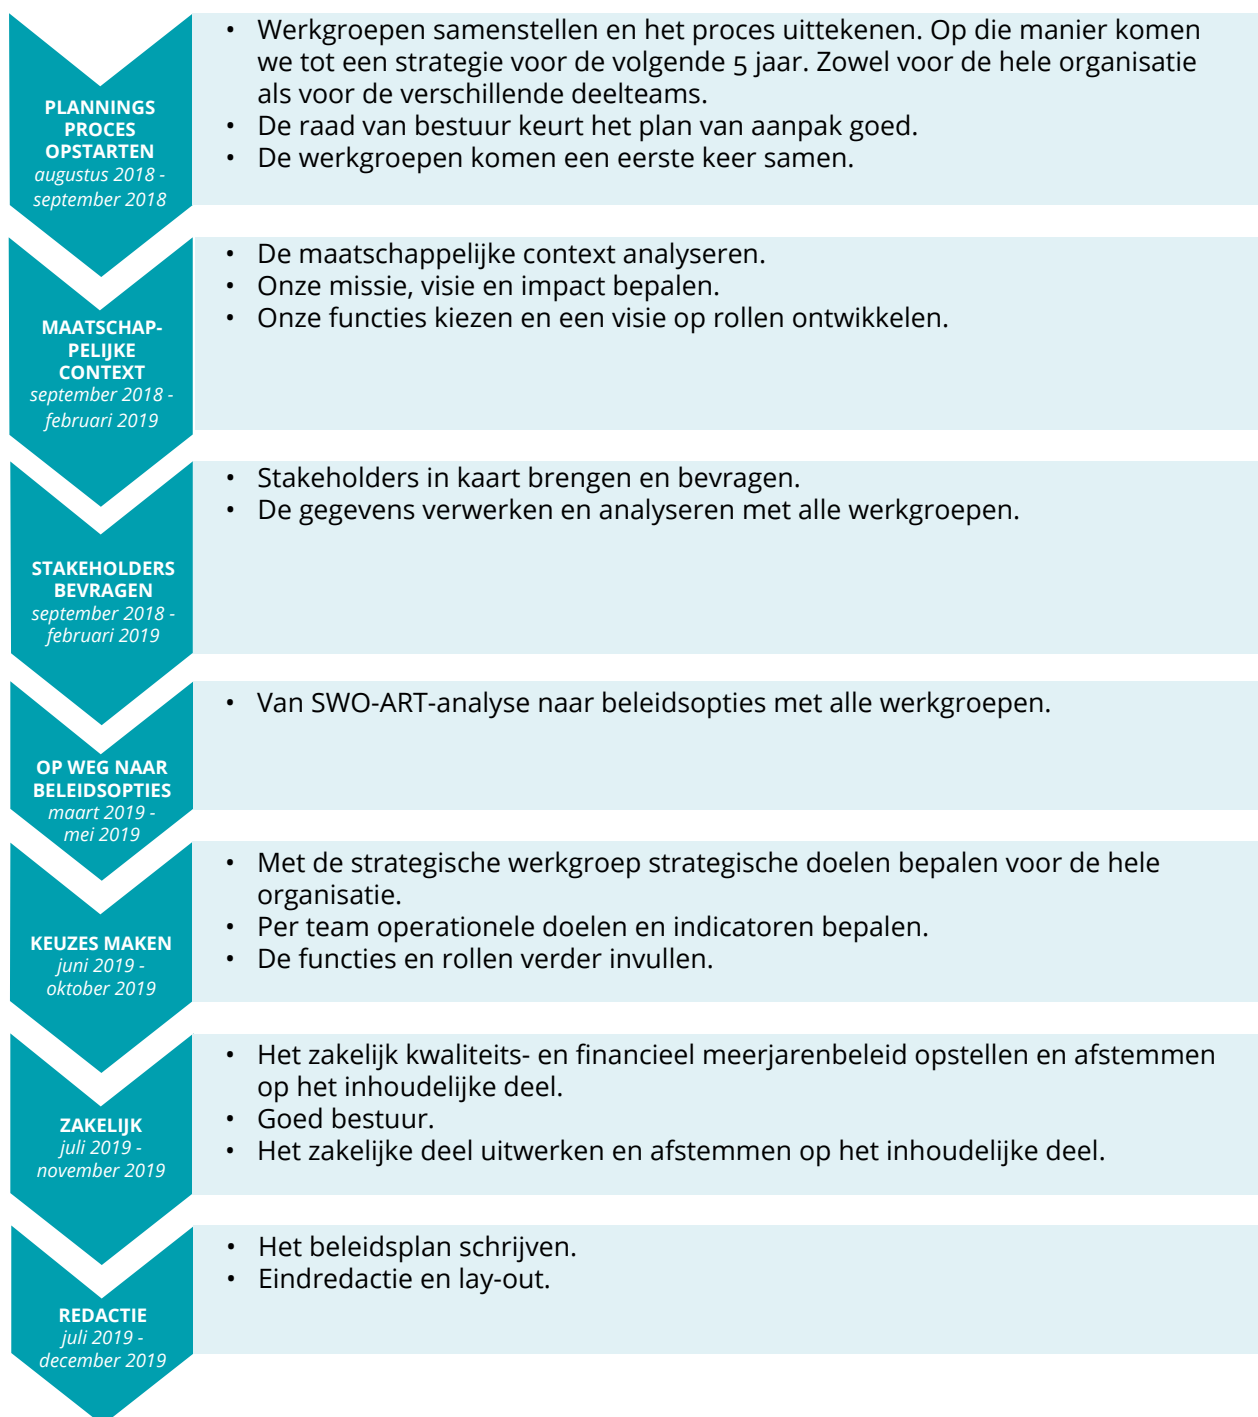 PLANNINGS
PROCES
OPSTARTEN
augustus 2018 -
september 2018
• Werkgroepen samenstellen en het proces uittekenen. Op die manier komen
we tot een strategie voor de volgende 5 jaar. Zowel voor de hele organisatie
als voor de verschillende deelteams.
• De raad van bestuur keurt het plan van aanpak goed.
• De werkgroepen komen een eerste keer samen.
MAATSCHAP-
PELIJKE
CONTEXT
september 2018 -
februari 2019
• De maatschappelijke context analyseren.
• Onze missie, visie en impact bepalen.
• Onze functies kiezen en een visie op rollen ontwikkelen.
STAKEHOLDERS
BEVRAGEN
september 2018 -
februari 2019
• Stakeholders in kaart brengen en bevragen.
• De gegevens verwerken en analyseren met alle werkgroepen.
OP WEG NAAR
BELEIDSOPTIES
maart 2019 -
mei 2019
• Van SWO-ART-analyse naar beleidsopties met alle werkgroepen.
KEUZES MAKEN
juni 2019 -
oktober 2019
• Met de strategische werkgroep strategische doelen bepalen voor de hele
organisatie.
• Per team operationele doelen en indicatoren bepalen.
• De functies en rollen verder invullen.
ZAKELIJK
juli 2019 -
november 2019
• Het zakelijk kwaliteits- en financieel meerjarenbeleid opstellen en afstemmen
op het inhoudelijke deel.
• Goed bestuur.
• Het zakelijke deel uitwerken en afstemmen op het inhoudelijke deel.
REDACTIE
juli 2019 -
december 2019
• Het beleidsplan schrijven.
• Eindredactie en lay-out.